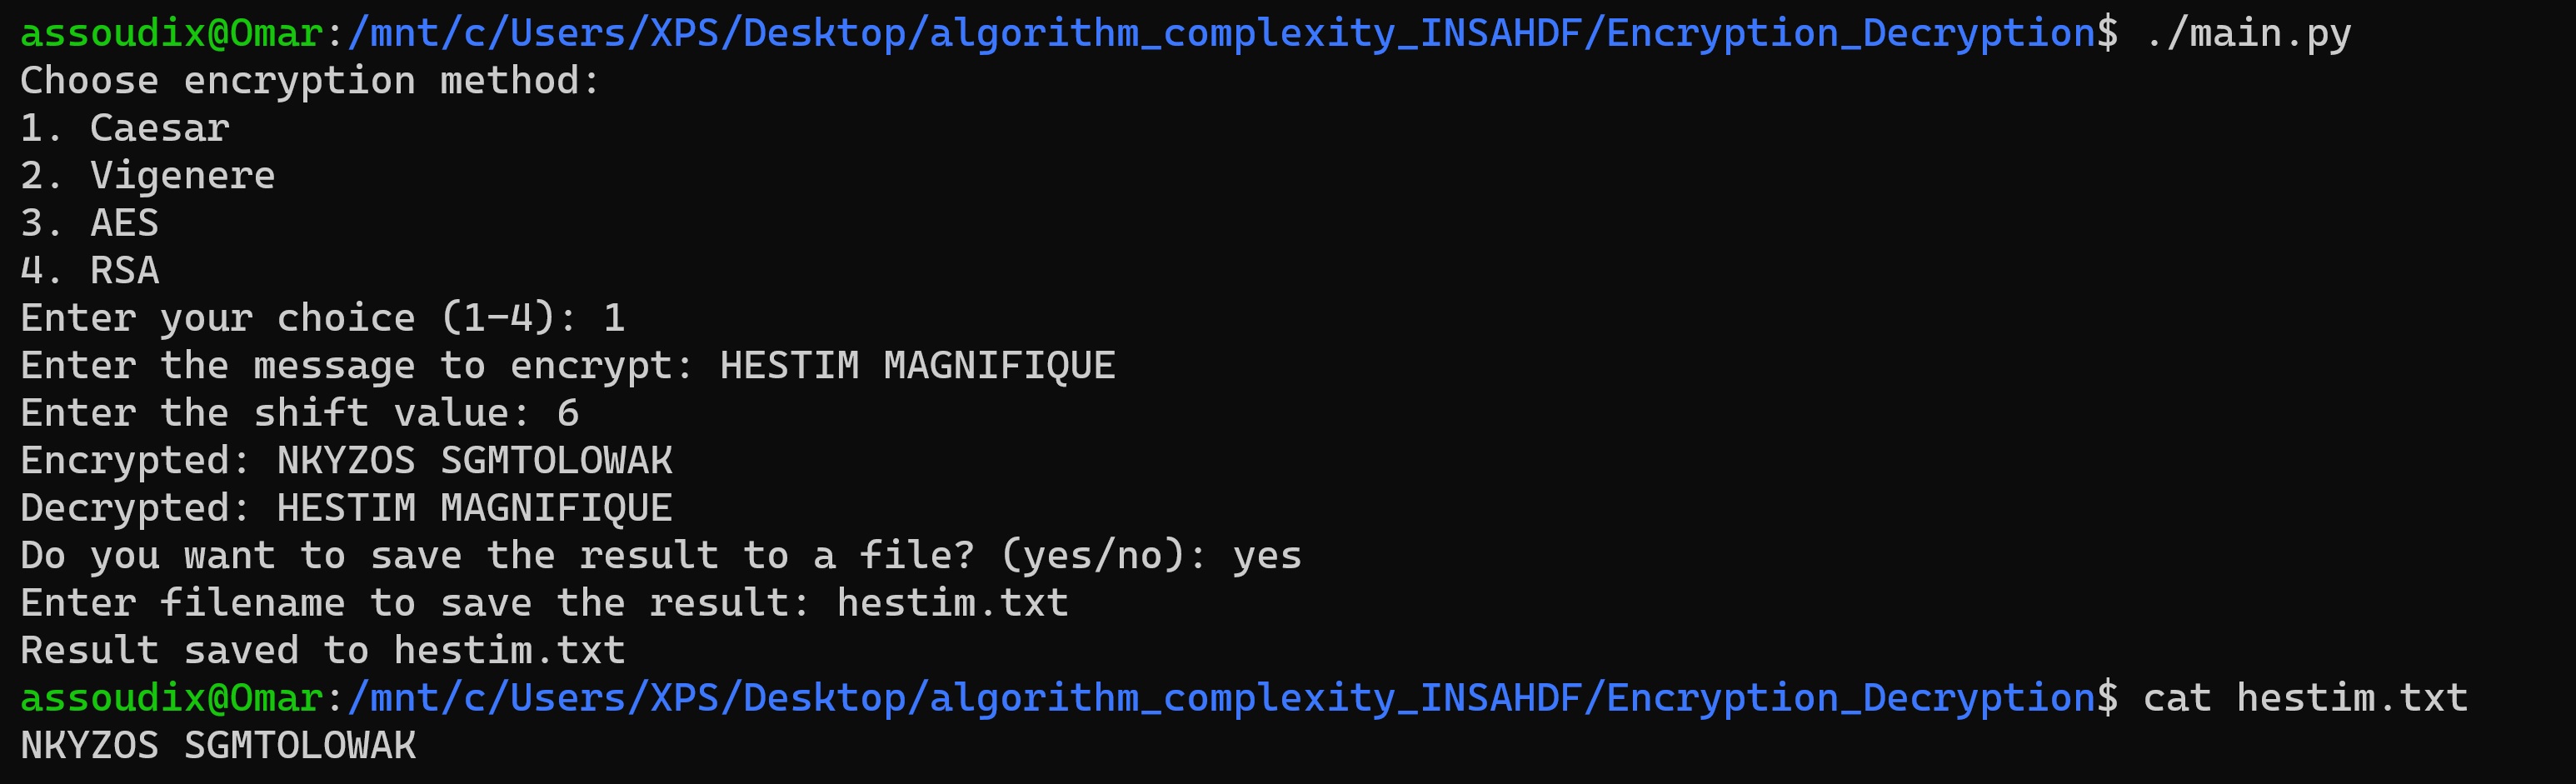 assoudix@Omar:/mnt/c/Users/XPS/Desktop/algorithm_complexity_INSAHDF/Encryption_Decryption$ ./main.py
Choose encryption method:
1. Caesar
2. Vigenere
3. AES
4. RSA
Enter your choice (1-4): 1
Enter the message to encrypt: HESTIM MAGNIFIQUE
Enter the shift value: 6
Encrypted: NKYZOS SGMTOLOWAK
Decrypted: HESTIM MAGNIFIQUE
Do you want to save the result to a file? (yes/no): yes
Enter filename to save the result: hestim.txt
Result saved to hestim.txt
assoudix@Omar:/mnt/c/Users/XPS/Desktop/algorithm_complexity_INSAHDF/Encryption_Decryption$ cat hestim.txt
NKYZOS SGMTOLOWAK